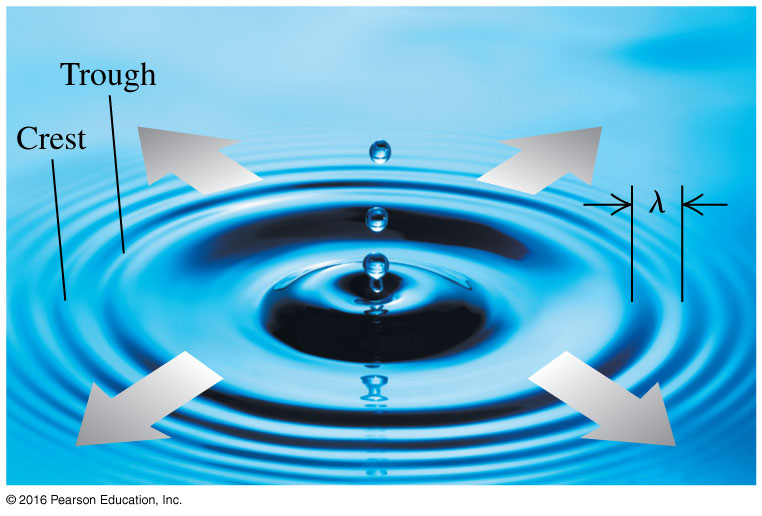 Trough
Crest
λ
© 2016 Pearson Education, Inc.